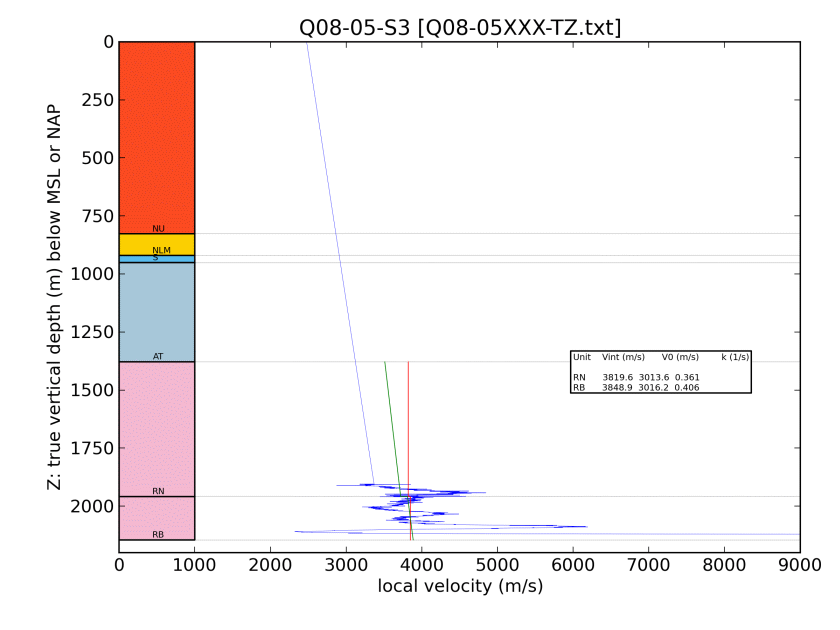 Q08-05-S3 [Q08-05XXX-TZ.txt]
Z: true vertical depth (m) below MSL or NAP
0
250
500
750
1000
1250
1500
1750
2000
NU
NLM
S
AT
RN
RB
Unit Vint (m/s) V0 (m/s) k (1/s)
RN 3819.6 3013.6 0.361
RB 3848.9 3016.2 0.406
0 1000 2000 3000 4000 5000 6000 7000 8000 9000
local velocity (m/s)